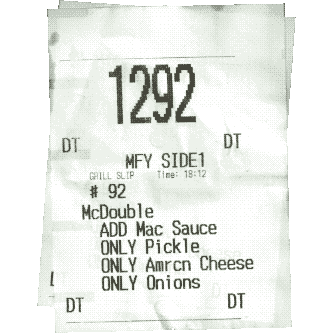 1292
DT DT
MFY SIDE1
GRILL SLIP Time: 18:12
# 92
McDouble
ADD Mac Sauce
ONLY Pickle
ONLY Amrcn Cheese
ONLY Onions
DT DT